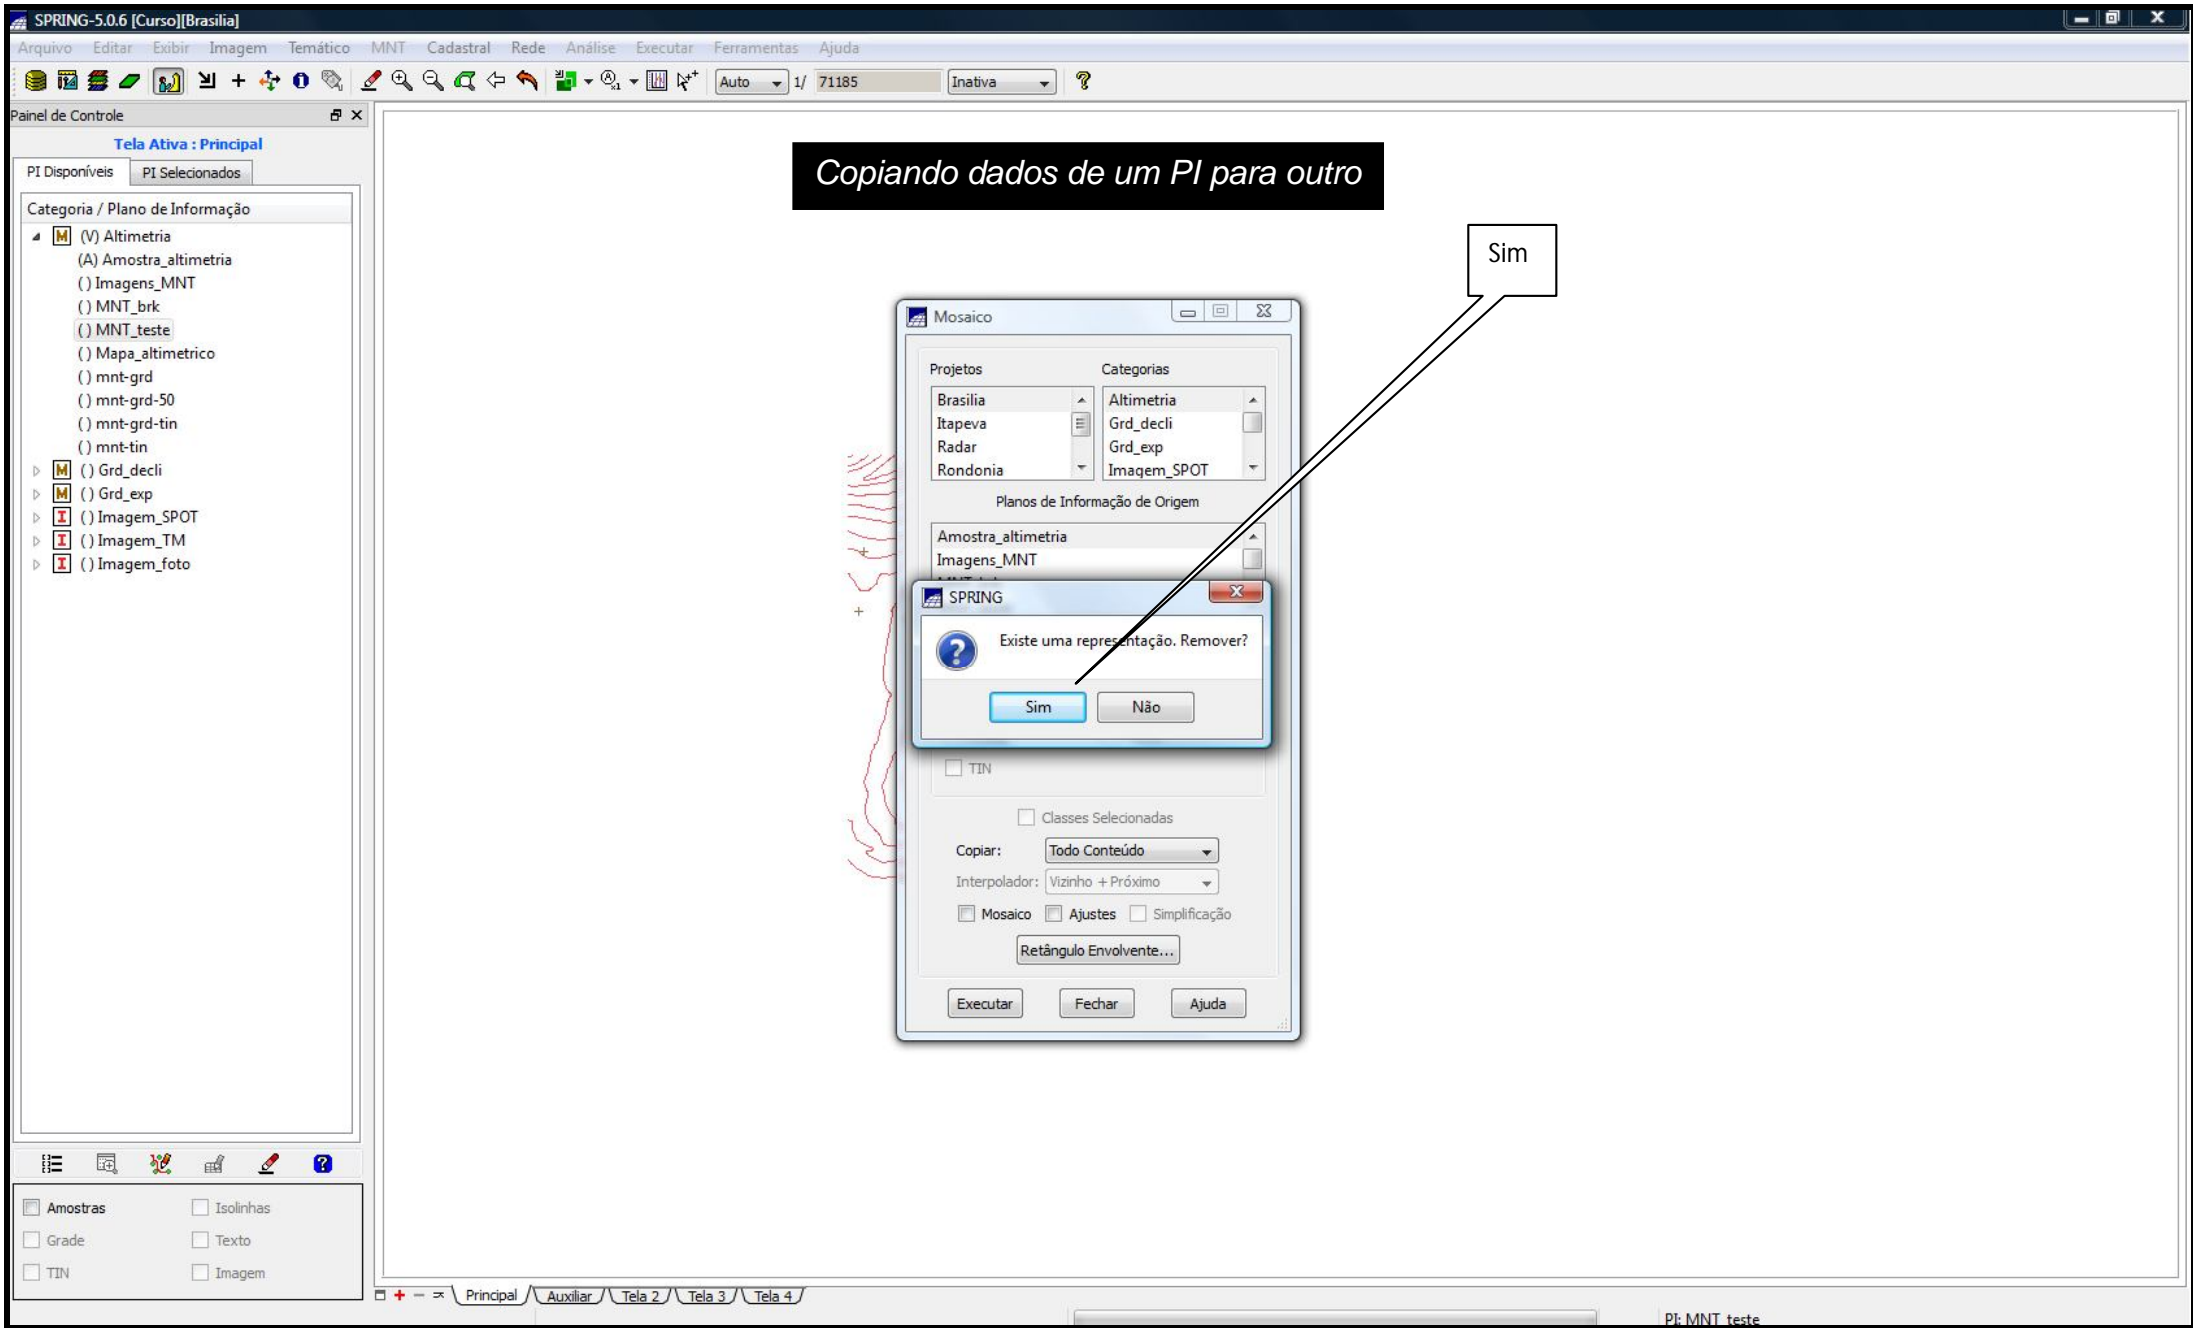 SPRING-5.0.6 [Curso][Brasilia]
Arquivo Editar Exibir Imagem Temático MNT Cadastral Rede Análise Executar Ferramentas Ajuda
Auto 1/ 71185 Inativa
Painel de Controle
Tela Ativa : Principal
PI Disponíveis PI Selecionados
Categoria / Plano de Informação
(V) Altimetria
(A) Amostra_altimetria
( ) Imagens_MNT
( ) MNT_brk
( ) MNT_teste
( ) Mapa_altimetrico
( ) mnt-grd
( ) mnt-grd-50
( ) mnt-grd-tin
( ) mnt-tin
M ( ) Grd_decli
M ( ) Grd_exp
I ( ) Imagem_SPOT
I ( ) Imagem_TM
I ( ) Imagem_foto
Amostras Isolinhas
Grade Texto
TIN Imagem
Copiando dados de um PI para outro
Sim
Mosaico
Projetos Categorias
Brasilia Altimetria
Itapeva Grd_decli
Radar Grd_exp
Rondonia Imagem_SPOT
Planos de Informação de Origem
Amostra_altimetria
Imagens_MNT
SPRING
Existe uma representação. Remover?
Sim Não
TIN
Classes Selecionadas
Copiar: Todo Conteúdo
Interpolador: Vizinho + Próximo
Mosaico Ajustes Simplificação
Retângulo Envolvente...
Executar Fechar Ajuda
Principal Auxiliar Tela 2 Tela 3 Tela 4
PI: MNT_teste